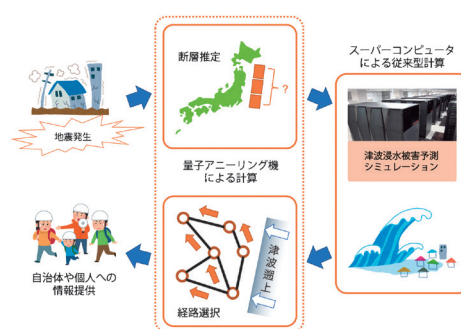 地震発生
断層推定
?
量子アニーリング機
による計算
スーパーコンピュータ
による従来型計算
津波浸水被害予測
シミュレーション
津波遡上
経路選択
自治体や個人への
情報提供